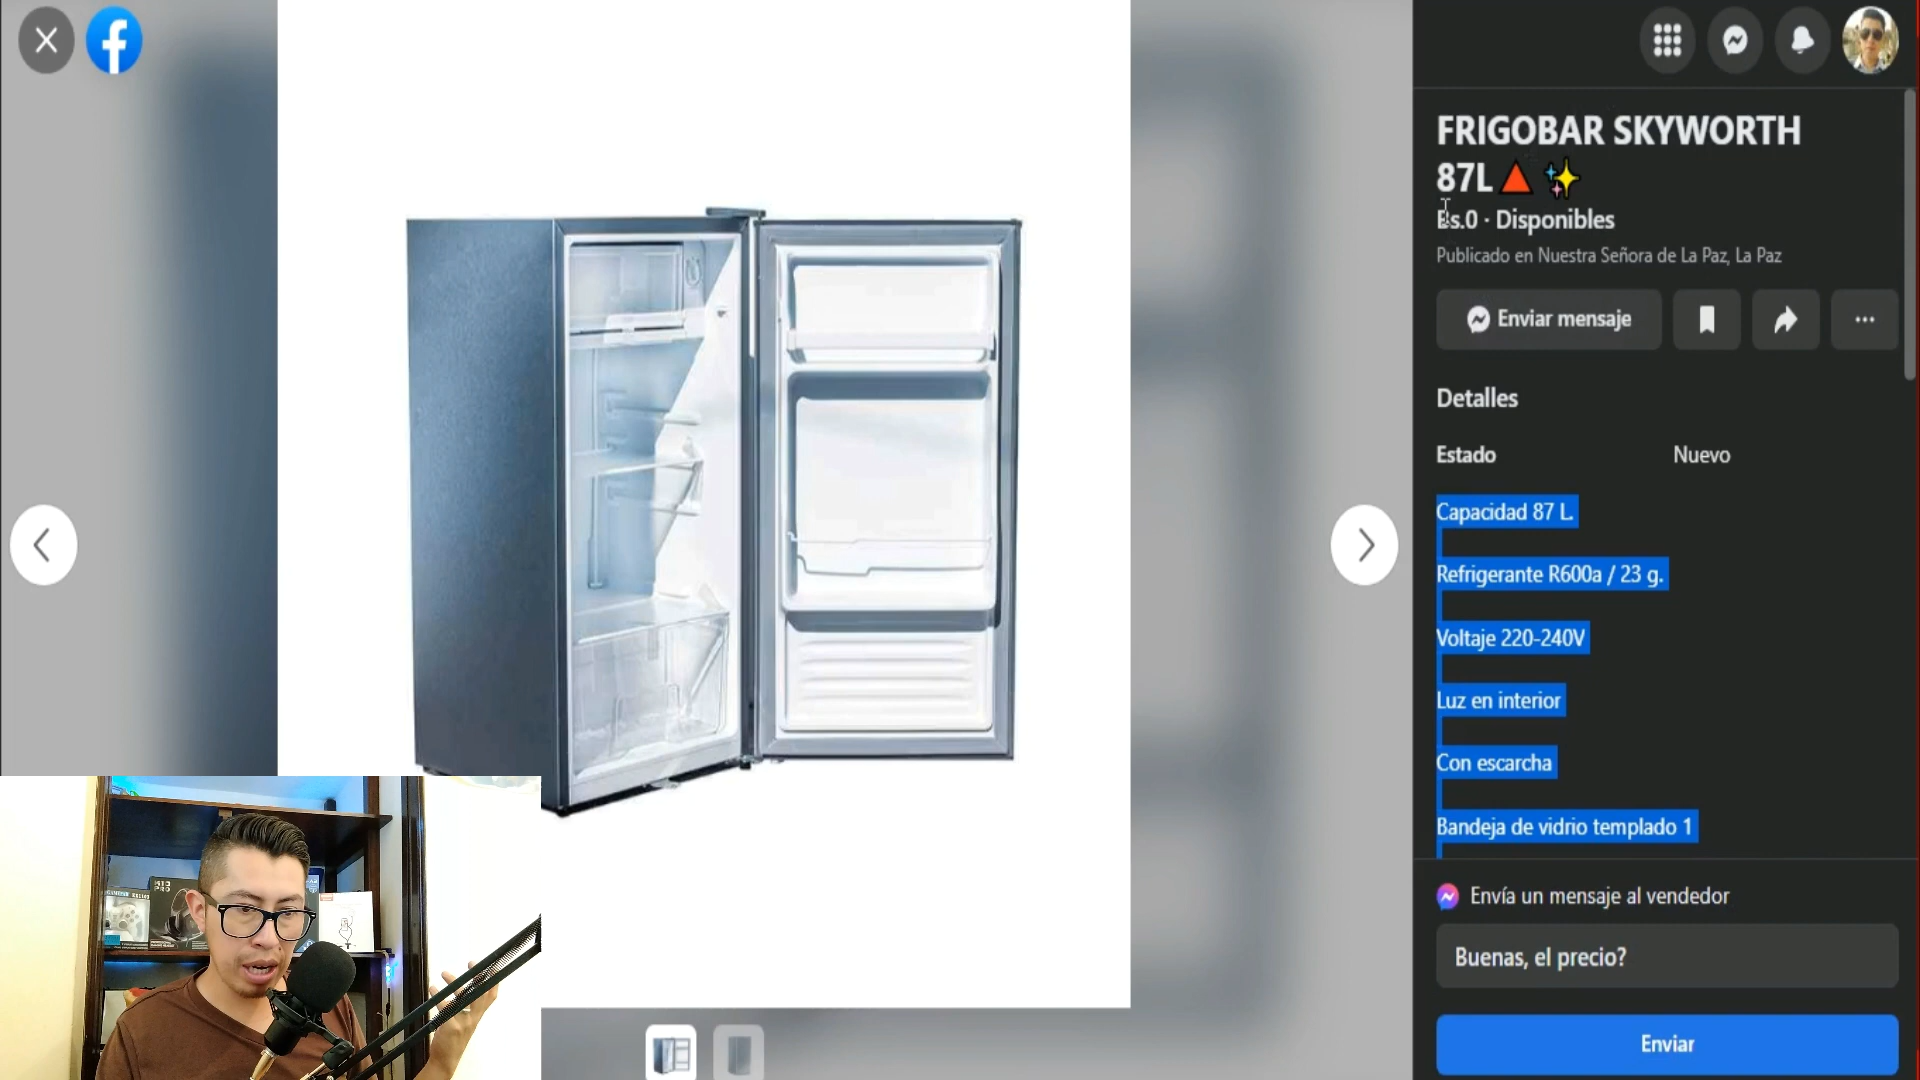 FRIGOBAR SKYWORTH
87L
Bs.0 · Disponibles
Publicado en Nuestra Señora de La Paz, La Paz
Enviar mensaje
Detalles
Estado Nuevo
Capacidad 87 L.
Refrigerante R600a / 23 g.
Voltaje 220-240V
Luz en interior
Con escarcha
Bandeja de vidrio templado 1
Envía un mensaje al vendedor
Buenas, el precio?
Enviar